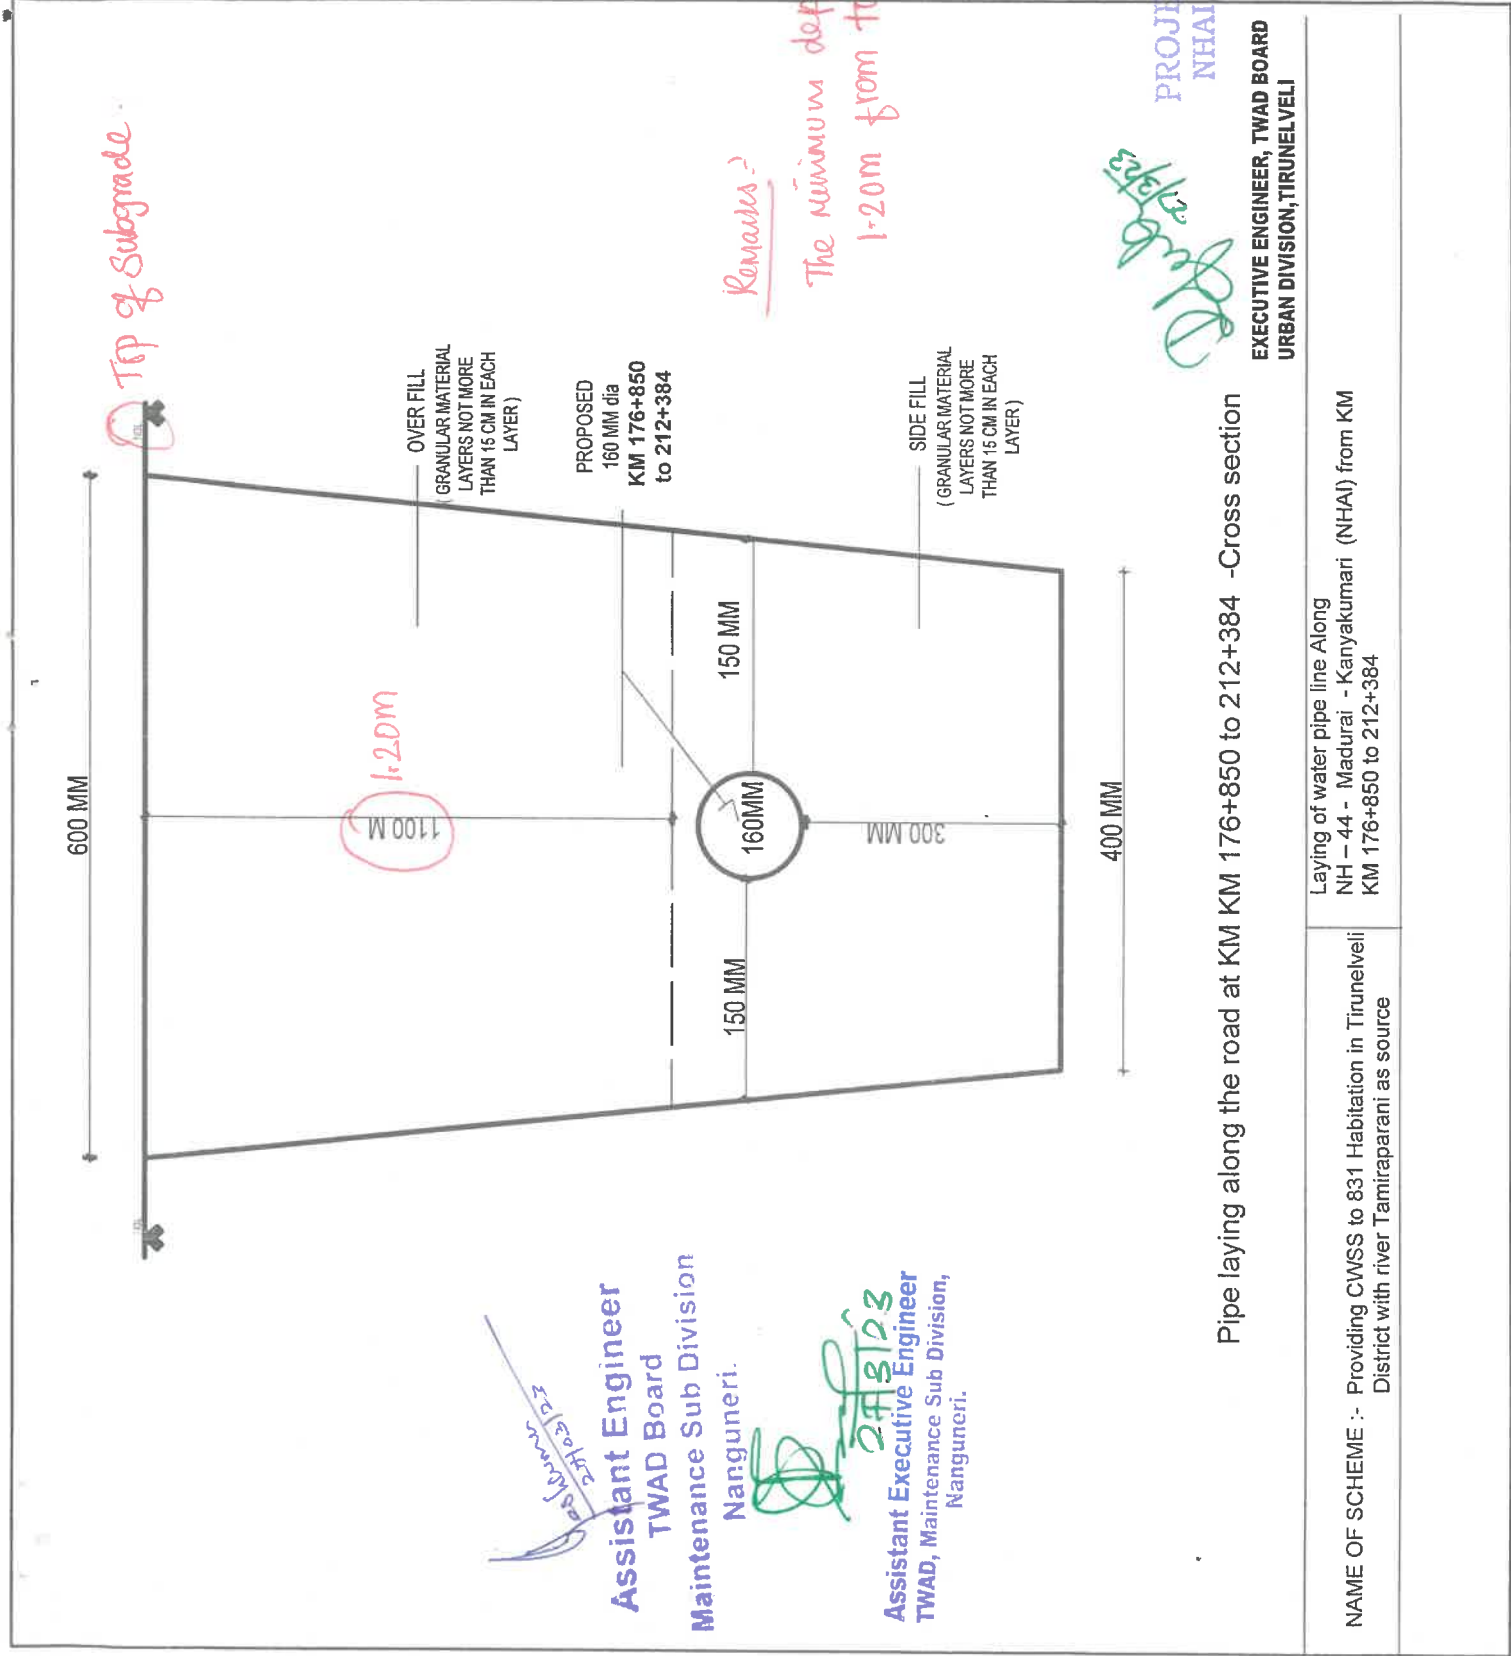 Top of Subgrade
600 MM
1100 M
1.20m
OVER FILL
( GRANULAR MATERIAL
LAYERS NOT MORE
THAN 15 CM IN EACH
LAYER )
PROPOSED
160 MM dia
KM 176+850
to 212+384
150 MM
160MM
150 MM
300 MM
SIDE FILL
( GRANULAR MATERIAL
LAYERS NOT MORE
THAN 15 CM IN EACH
LAYER )
400 MM
Remarks:-
The Minimum dep
1.20m from to
24/03/23
Assistant Engineer
TWAD Board
Maintenance Sub Division
Nanguneri.
27/3/23
Assistant Executive Engineer
TWAD, Maintenance Sub Division,
Nanguneri.
PROJE
NHAI
EXECUTIVE ENGINEER, TWAD BOARD
URBAN DIVISION,TIRUNELVELI
Pipe laying along the road at KM KM 176+850 to 212+384 -Cross section
NAME OF SCHEME :- Providing CWSS to 831 Habitation in Tirunelveli
District with river Tamiraparani as source
Laying of water pipe line Along
NH – 44 - Madurai - Kanyakumari (NHAI) from KM
KM 176+850 to 212+384